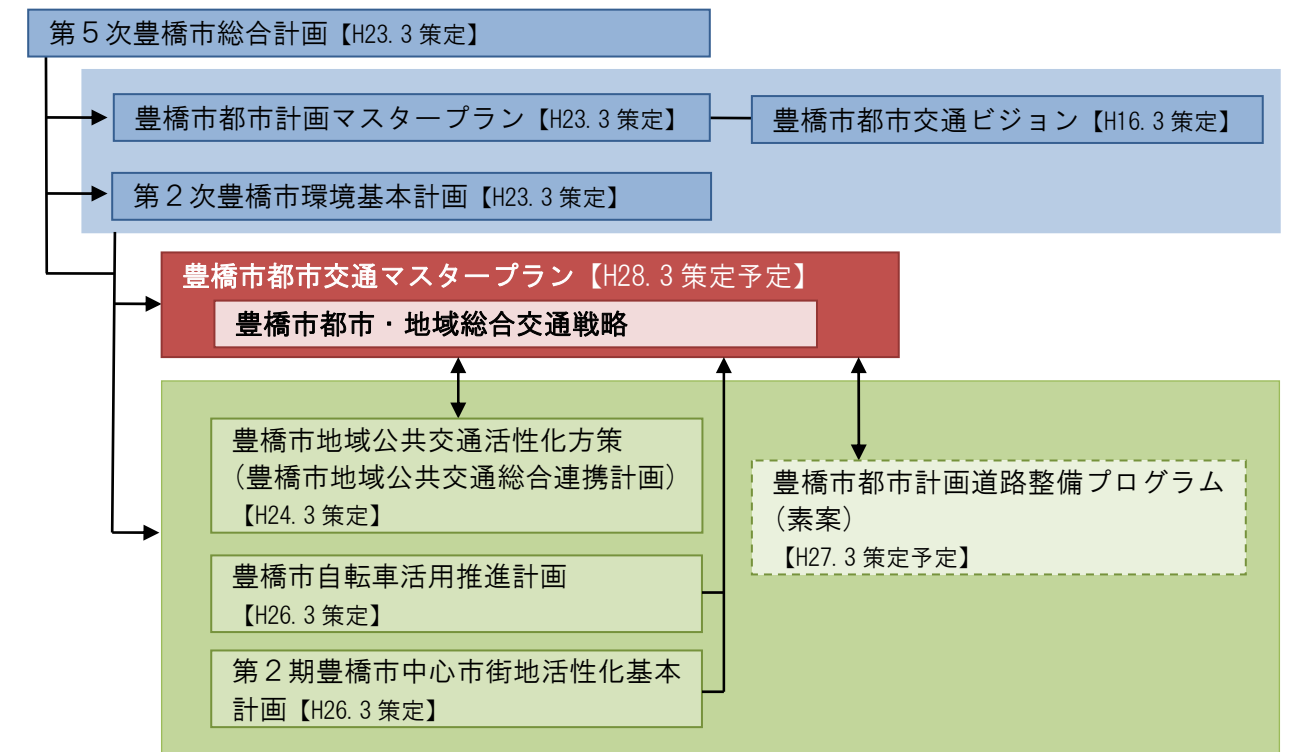 第５次豊橋市総合計画【H23.3策定】
豊橋市都市計画マスタープラン【H23.3策定】
豊橋市都市交通ビジョン【H16.3策定】
第２次豊橋市環境基本計画【H23.3策定】
豊橋市都市交通マスタープラン【H28.3策定予定】
豊橋市都市・地域総合交通戦略
豊橋市地域公共交通活性化方策
（豊橋市地域公共交通総合連携計画）
【H24.3策定】
豊橋市都市計画道路整備プログラム
（素案）
【H27.3策定予定】
豊橋市自転車活用推進計画
【H26.3策定】
第２期豊橋市中心市街地活性化基本
計画【H26.3策定】